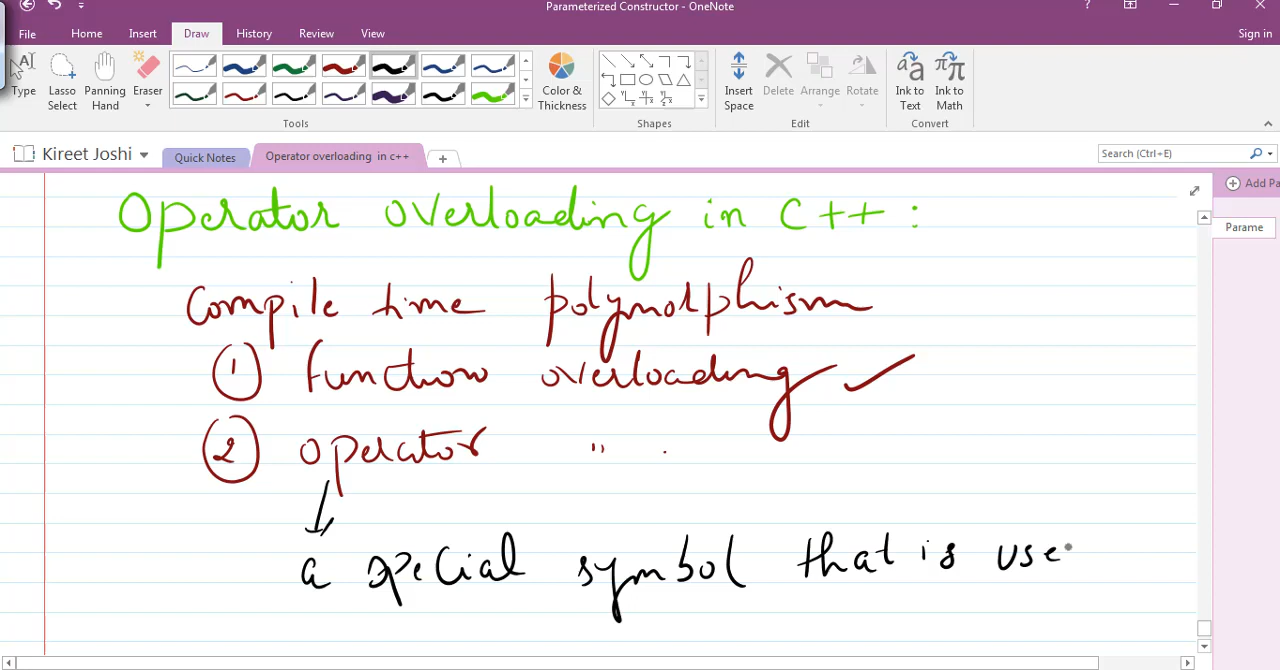 Parameterized Constructor - OneNote
File Home Insert Draw History Review View
Sign in
Type
Lasso Select
Panning Hand
Eraser
Color & Thickness
Insert Space
Delete
Arrange
Rotate
Ink to Text
Ink to Math
Tools
Shapes
Edit
Convert
Kireet Joshi
Quick Notes
Operator overloading in c++
Search (Ctrl+E)
Add Pa
Parame
Operator overloading in C++ :
Compile time polymorphism
1 function overloading ✓
2 operator " .
↓
a special symbol that is use